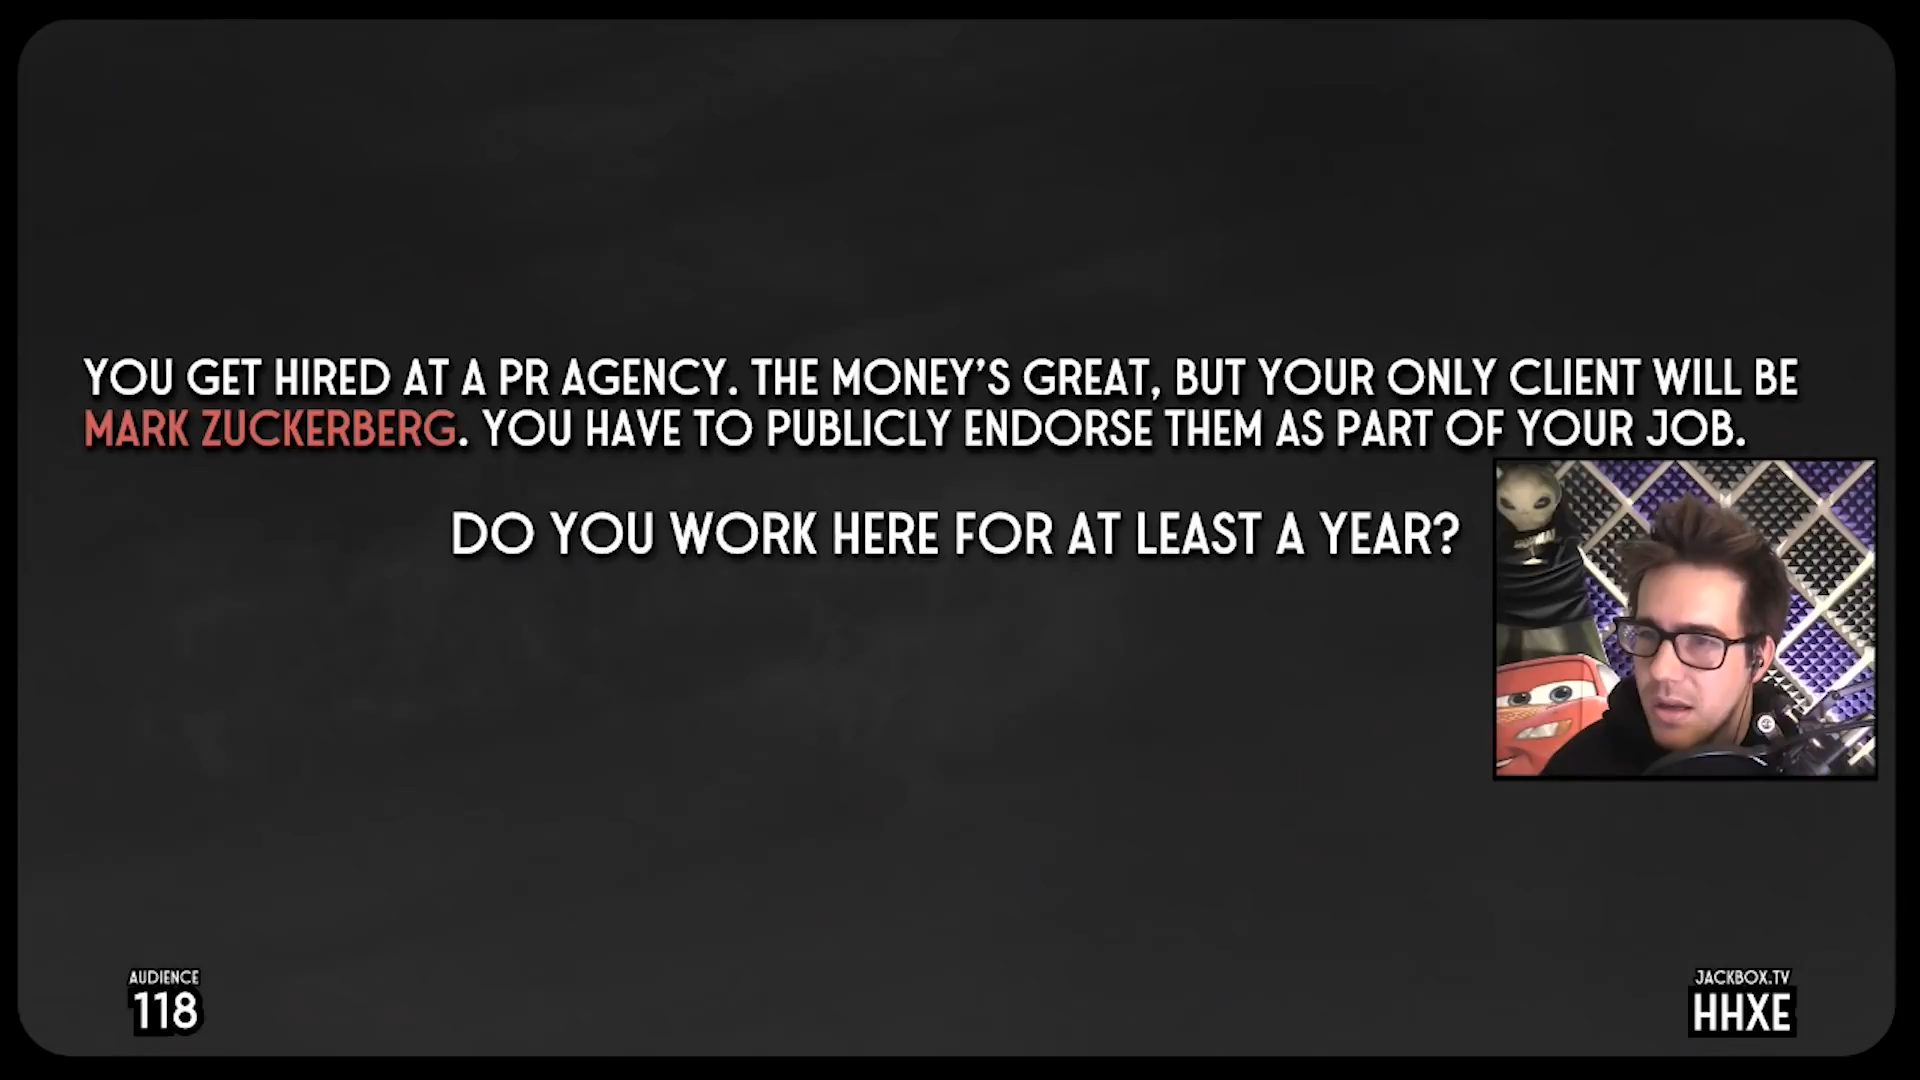 YOU GET HIRED AT A PR AGENCY. THE MONEY'S GREAT, BUT YOUR ONLY CLIENT WILL BE
MARK ZUCKERBERG. YOU HAVE TO PUBLICLY ENDORSE THEM AS PART OF YOUR JOB.
DO YOU WORK HERE FOR AT LEAST A YEAR?
AUDIENCE
118
JACKBOX.TV
HHXE